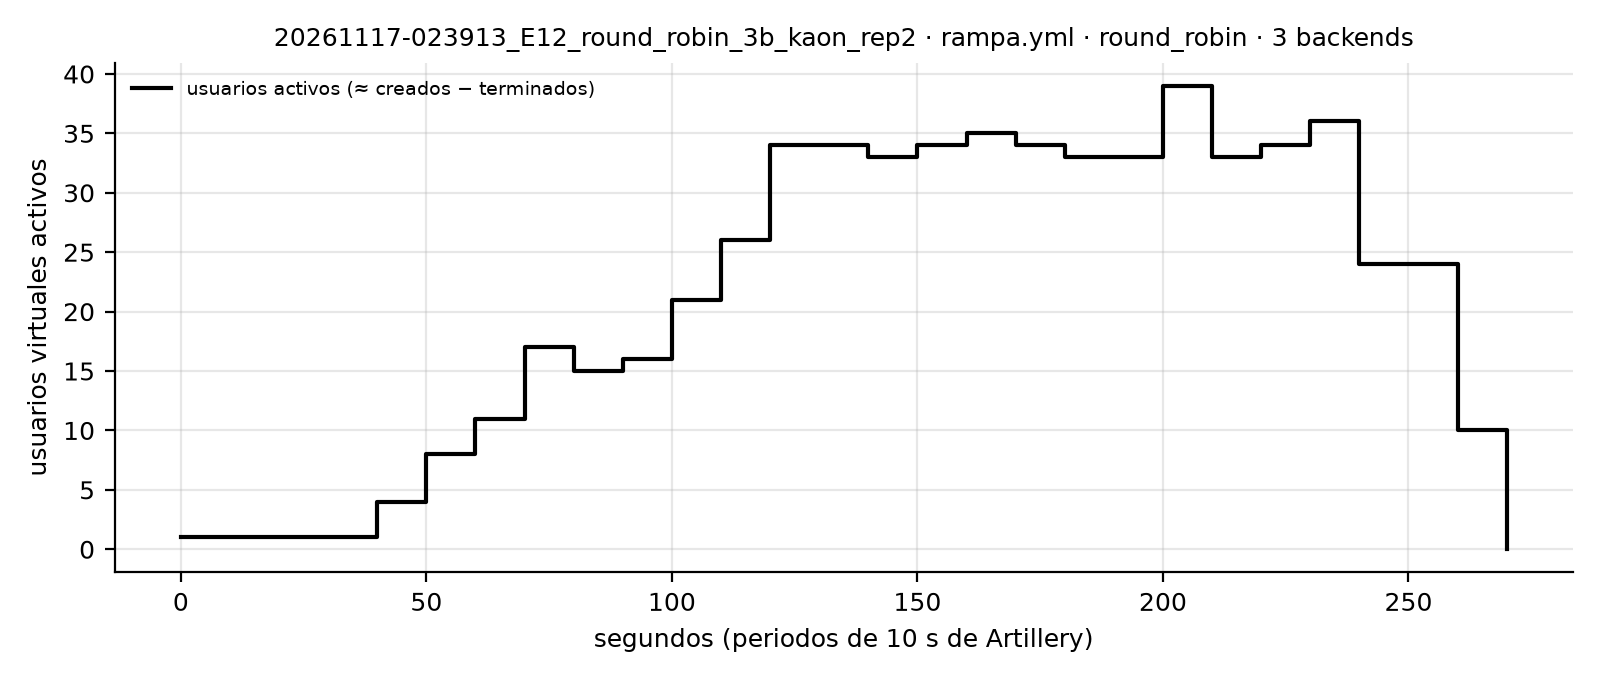 20261117-023913_E12_round_robin_3b_kaon_rep2 · rampa.yml · round_robin · 3 backends
usuarios activos (≈ creados − terminados)
usuarios virtuales activos
40
35
30
25
20
15
10
5
0
0 50 100 150 200 250
segundos (periodos de 10 s de Artillery)